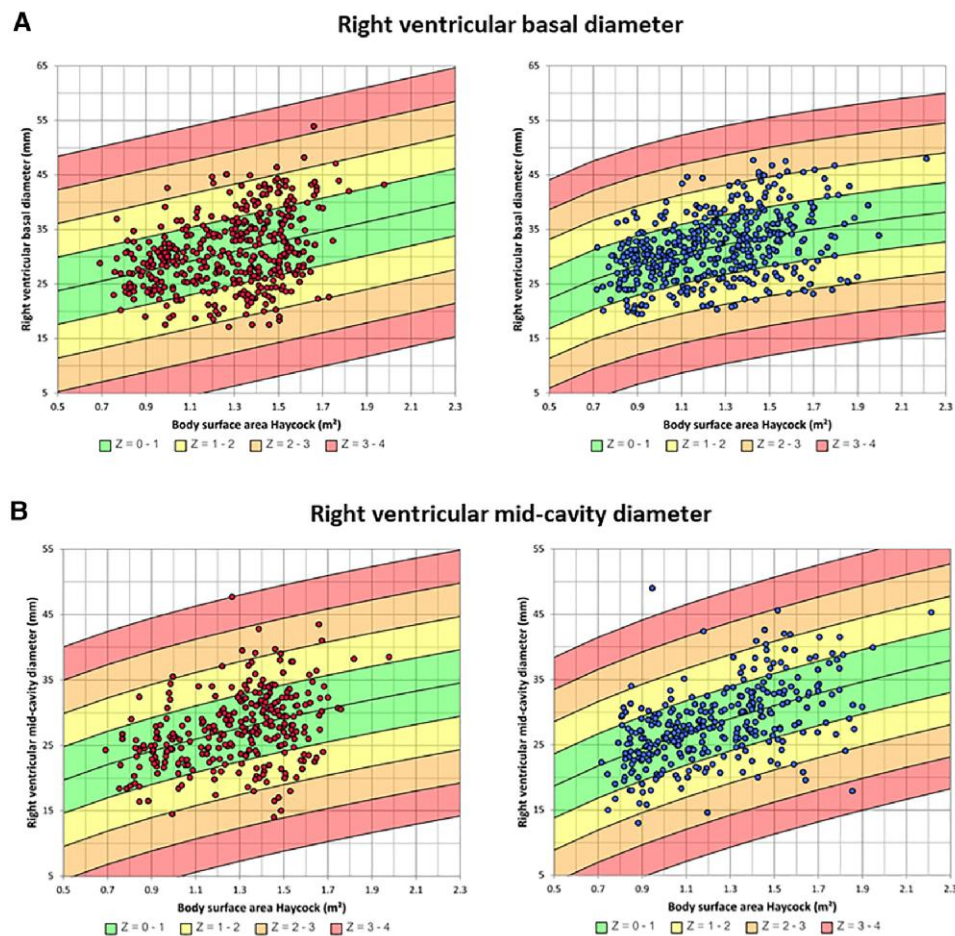 A
Right ventricular basal diameter
Right ventricular basal diameter (mm)
65
55
45
35
25
15
5
0.5 0.7 0.9 1.1 1.3 1.5 1.7 1.9 2.1 2.3
Body surface area Haycock (m²)
Z = 0 - 1 Z = 1 - 2 Z = 2 - 3 Z = 3 - 4
Right ventricular basal diameter (mm)
65
55
45
35
25
15
5
0.5 0.7 0.9 1.1 1.3 1.5 1.7 1.9 2.1 2.3
Body surface area Haycock (m²)
Z = 0 - 1 Z = 1 - 2 Z = 2 - 3 Z = 3 - 4
B
Right ventricular mid-cavity diameter
Right ventricular mid-cavity diameter (mm)
55
45
35
25
15
5
0.5 0.7 0.9 1.1 1.3 1.5 1.7 1.9 2.1 2.3
Body surface area Haycock (m²)
Z = 0 - 1 Z = 1 - 2 Z = 2 - 3 Z = 3 - 4
Right ventricular mid-cavity diameter (mm)
55
45
35
25
15
5
0.5 0.7 0.9 1.1 1.3 1.5 1.7 1.9 2.1 2.3
Body surface area Haycock (m²)
Z = 0 - 1 Z = 1 - 2 Z = 2 - 3 Z = 3 - 4